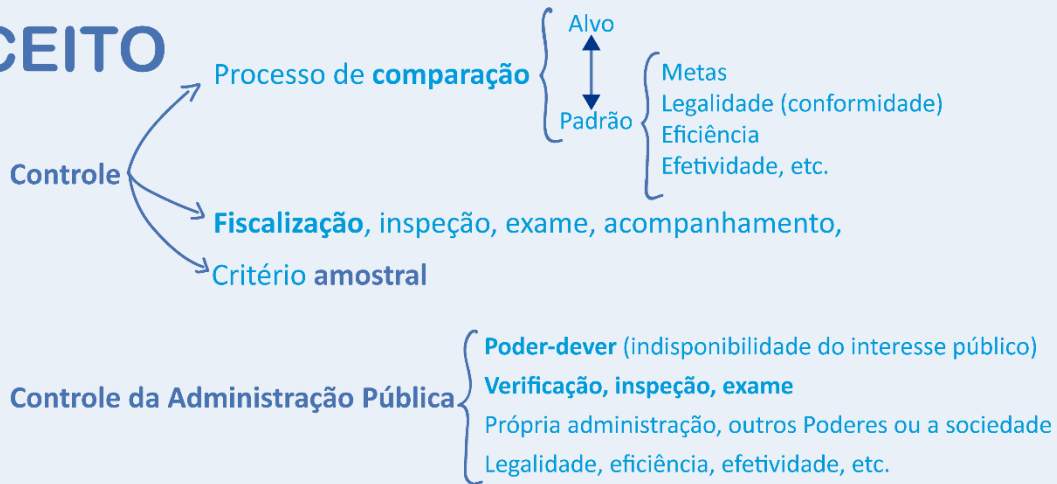 CEITO
Alvo
Processo de comparação
Padrão
Metas
Legalidade (conformidade)
Eficiência
Efetividade, etc.
Controle
Fiscalização, inspeção, exame, acompanhamento,
Critério amostral
Controle da Administração Pública
Poder-dever (indisponibilidade do interesse público)
Verificação, inspeção, exame
Própria administração, outros Poderes ou a sociedade
Legalidade, eficiência, efetividade, etc.